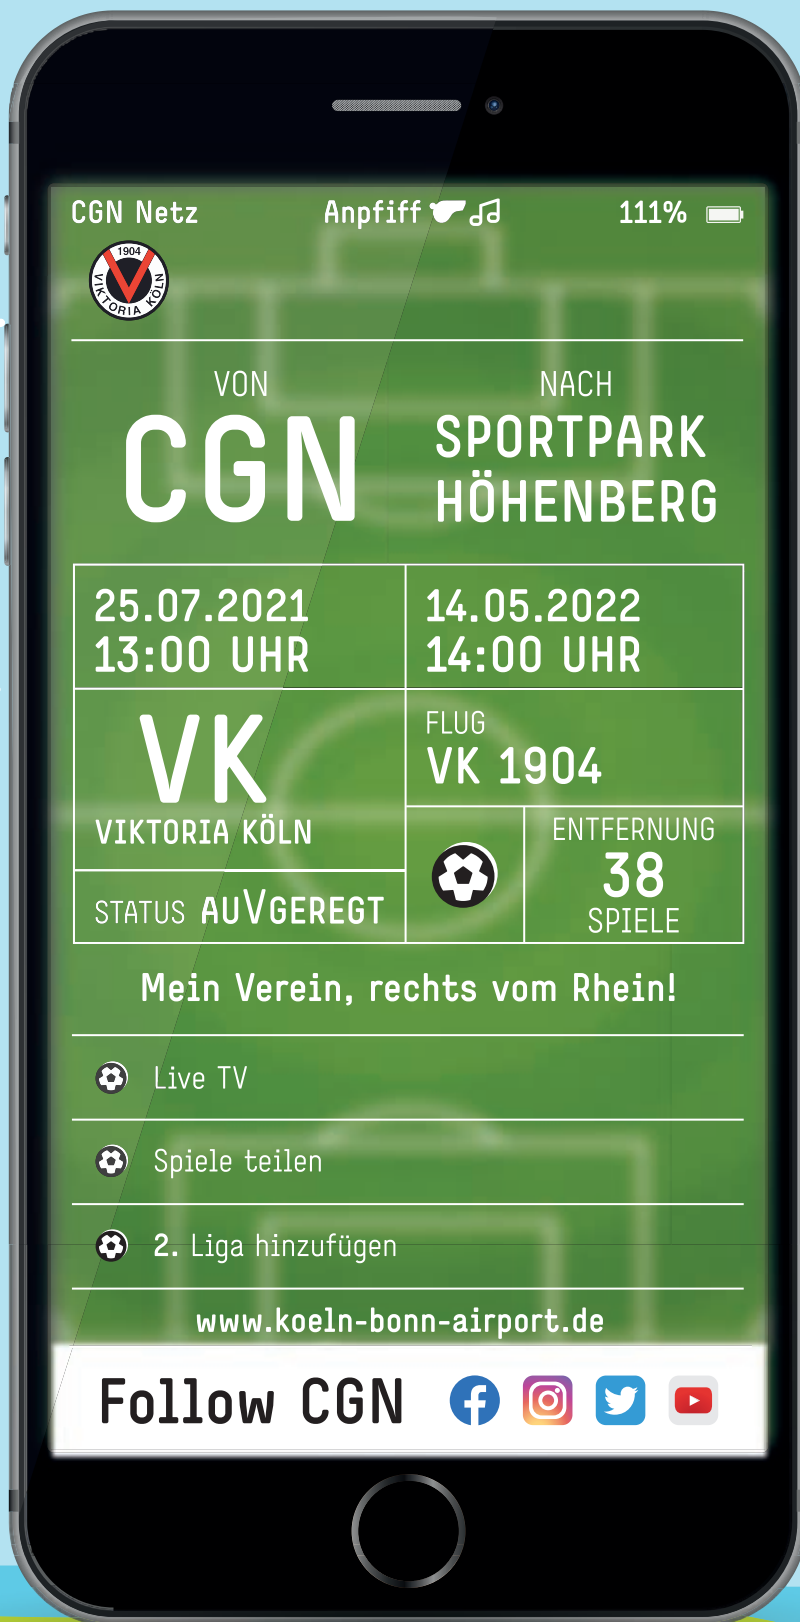 CGN Netz
Anpfiff
111%
1904
VIKTORIA KÖLN
VON
CGN
NACH
SPORTPARK
HÖHENBERG
25.07.2021
13:00 UHR
14.05.2022
14:00 UHR
VK
VIKTORIA KÖLN
FLUG
VK 1904
STATUS AUVGEREGT
ENTFERNUNG
38
SPIELE
Mein Verein, rechts vom Rhein!
Live TV
Spiele teilen
2. Liga hinzufügen
www.koeln-bonn-airport.de
Follow CGN